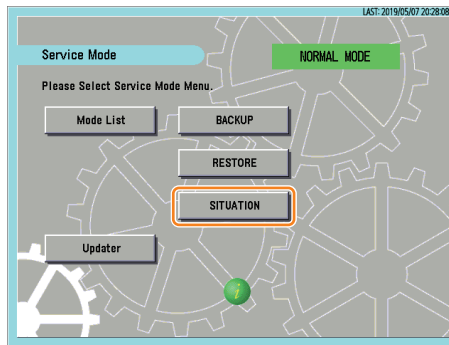 LAST: 2019/05/07 20:28:08
Service Mode
NORMAL MODE
Please Select Service Mode Menu.
Mode List
BACKUP
RESTORE
SITUATION
Updater
i